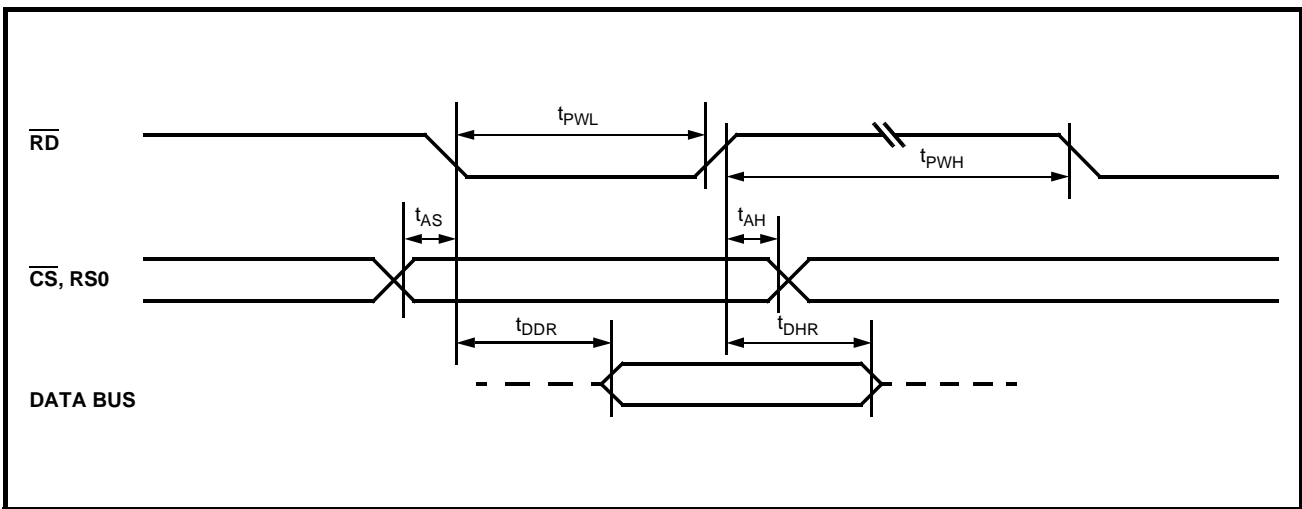 RD
tPWL
tPWH
tAS
tAH
CS, RS0
tDDR
tDHR
DATA BUS